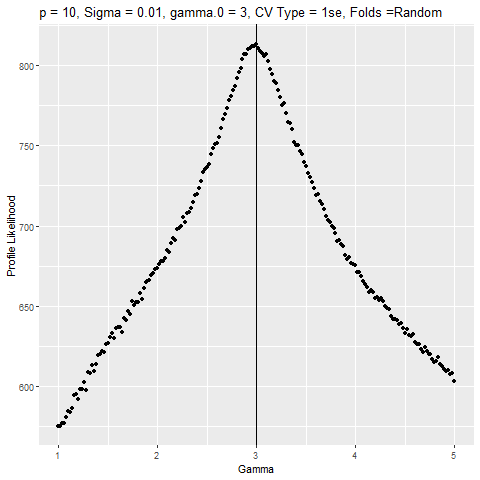 p = 10, Sigma = 0.01, gamma.0 = 3, CV Type = 1se, Folds =Random
800
750
700
650
600
Profile Likelihood
1 2 3 4 5
Gamma